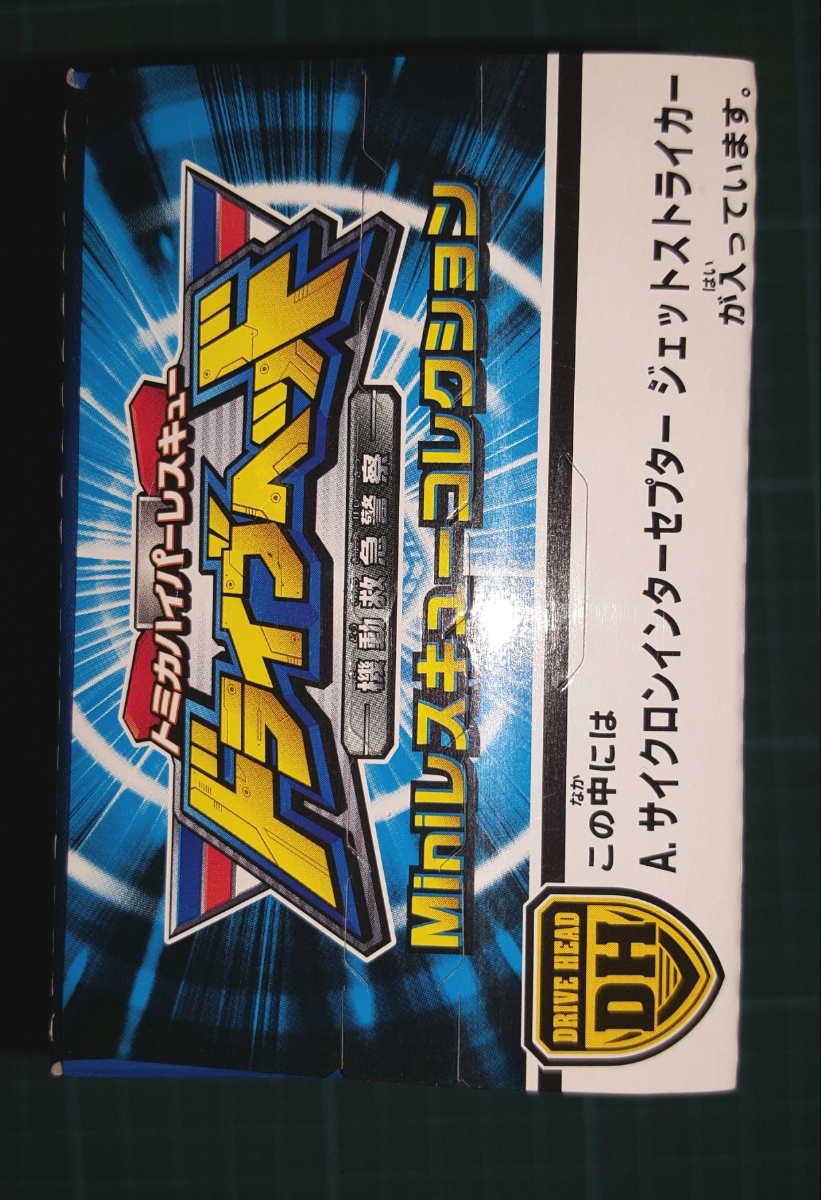 トミカハイパーレスキュー
ドライブヘッド
機動救急警察
Miniレスキューコレクション
DRIVE HEAD
DH
この中には
なか
A. サイクロンインターセプター ジェットストライカー
が入っています。
はい